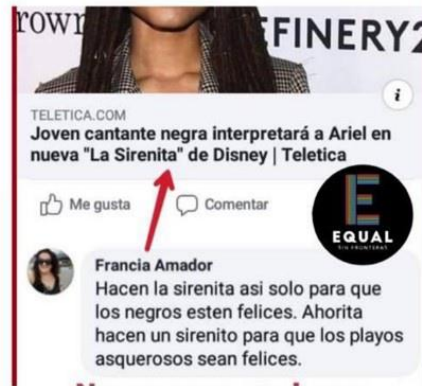 FINERY2
TELETICA.COM
Joven cantante negra interpretará a Ariel en
nueva "La Sirenita" de Disney | Teletica
Me gusta
Comentar
E
EQUAL
SIN FRONTERAS
Francia Amador
Hacen la sirenita asi solo para que
los negros esten felices. Ahorita
hacen un sirenito para que los playos
asquerosos sean felices.